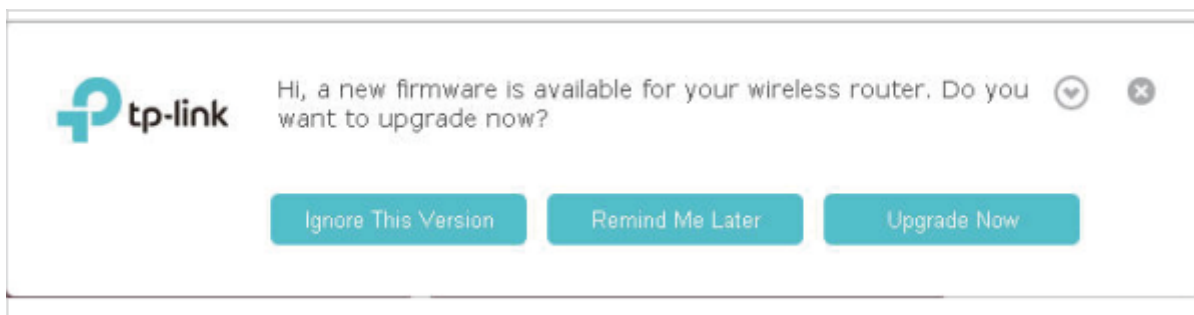 tp-link
Hi, a new firmware is available for your wireless router. Do you
want to upgrade now?
Ignore This Version
Remind Me Later
Upgrade Now